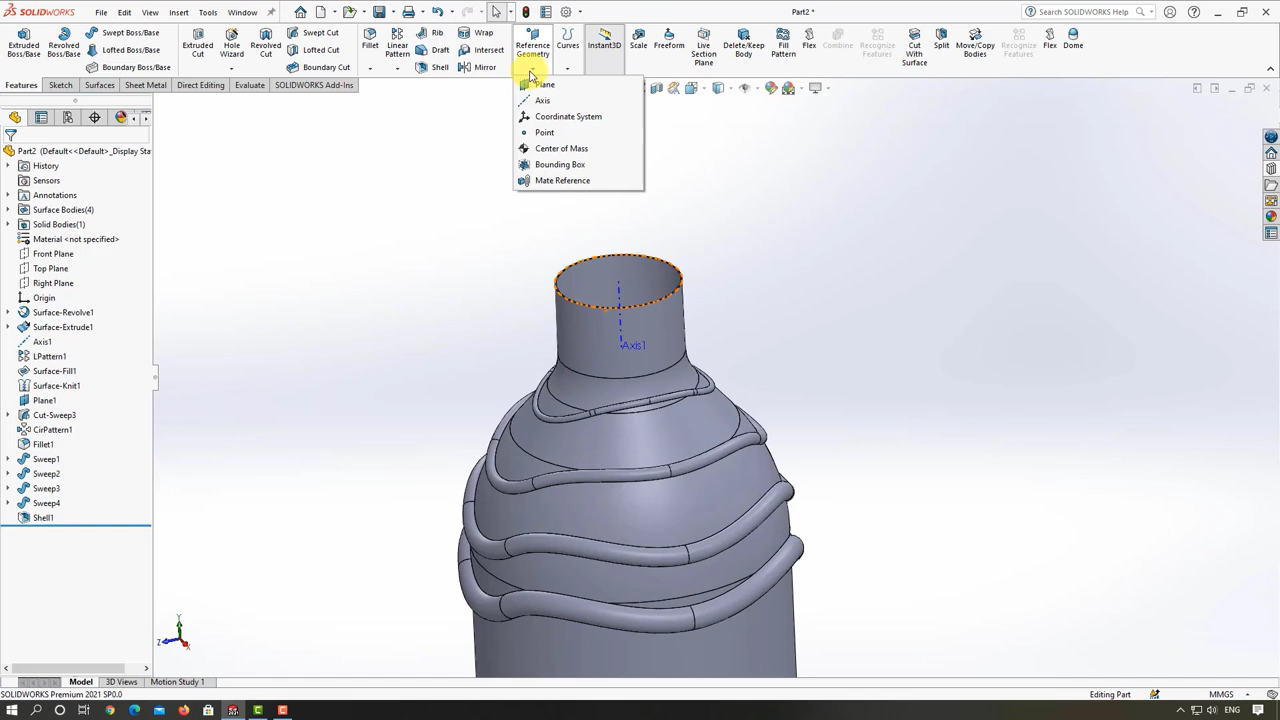 SOLIDWORKS File Edit View Insert Tools Window Part2 * Search SOLIDWORKS Help
Extruded Boss/Base
Revolved Boss/Base
Swept Boss/Base
Lofted Boss/Base
Boundary Boss/Base
Extruded Cut
Hole Wizard
Revolved Cut
Swept Cut
Lofted Cut
Boundary Cut
Fillet
Linear Pattern
Rib
Draft
Shell
Wrap
Intersect
Mirror
Reference Geometry
Curves
Instant3D
Scale
Freeform
Live Section Plane
Delete/Keep Body
Fill Pattern
Combine
Recognize Features
Flex
Move/Copy Bodies
Cut With Surface
Split
Recognize Features
Flex
Dome
Features Sketch Surfaces Sheet Metal Direct Editing Evaluate SOLIDWORKS Add-Ins
Plane
Axis
Coordinate System
Point
Center of Mass
Bounding Box
Mate Reference
Part2 (Default<<Default>_Display Sta
History
Sensors
Annotations
Surface Bodies(4)
Solid Bodies(1)
Material <not specified>
Front Plane
Top Plane
Right Plane
Origin
Surface-Revolve1
Surface-Extrude1
Axis1
LPattern1
Surface-Fill1
Surface-Knit1
Plane1
Cut-Sweep3
CirPattern1
Fillet1
Sweep1
Sweep2
Sweep3
Sweep4
Shell1
Axis1
Y
Z
X
Model 3D Views Motion Study 1
SOLIDWORKS Premium 2021 SP0.0 Editing Part MMGS
ENG